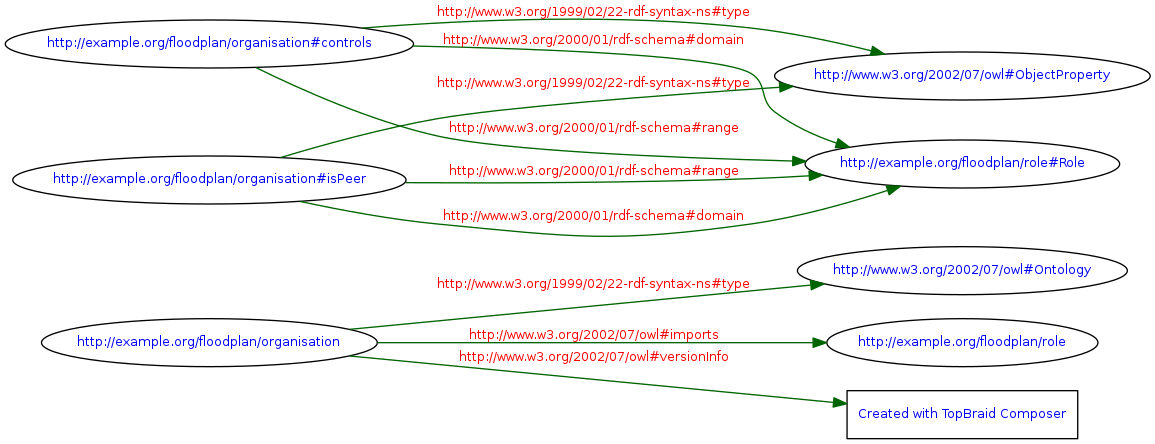 http://www.w3.org/1999/02/22-rdf-syntax-ns#type
http://example.org/floodplan/organisation#controls
http://www.w3.org/2000/01/rdf-schema#domain
http://www.w3.org/2002/07/owl#ObjectProperty
http://www.w3.org/1999/02/22-rdf-syntax-ns#type
http://www.w3.org/2000/01/rdf-schema#range
http://example.org/floodplan/role#Role
http://www.w3.org/2000/01/rdf-schema#range
http://example.org/floodplan/organisation#isPeer
http://www.w3.org/2000/01/rdf-schema#domain
http://www.w3.org/2002/07/owl#Ontology
http://www.w3.org/1999/02/22-rdf-syntax-ns#type
http://www.w3.org/2002/07/owl#imports
http://example.org/floodplan/organisation
http://example.org/floodplan/role
http://www.w3.org/2002/07/owl#versionInfo
Created with TopBraid Composer